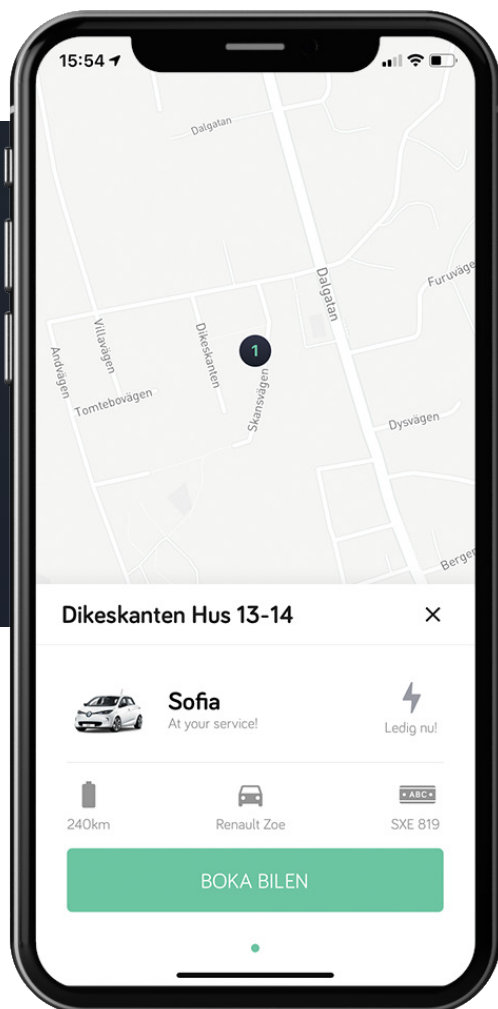 15:54
Dalgatan
Dalgatan
Furuväge
Villavägen
Dikeskanten
1
Andvägen
Tomtebovägen
Skansvägen
Dysvägen
Berger
Dikeskanten Hus 13-14
Sofia
At your service!
Ledig nu!
• ABC •
240km
Renault Zoe
SXE 819
BOKA BILEN